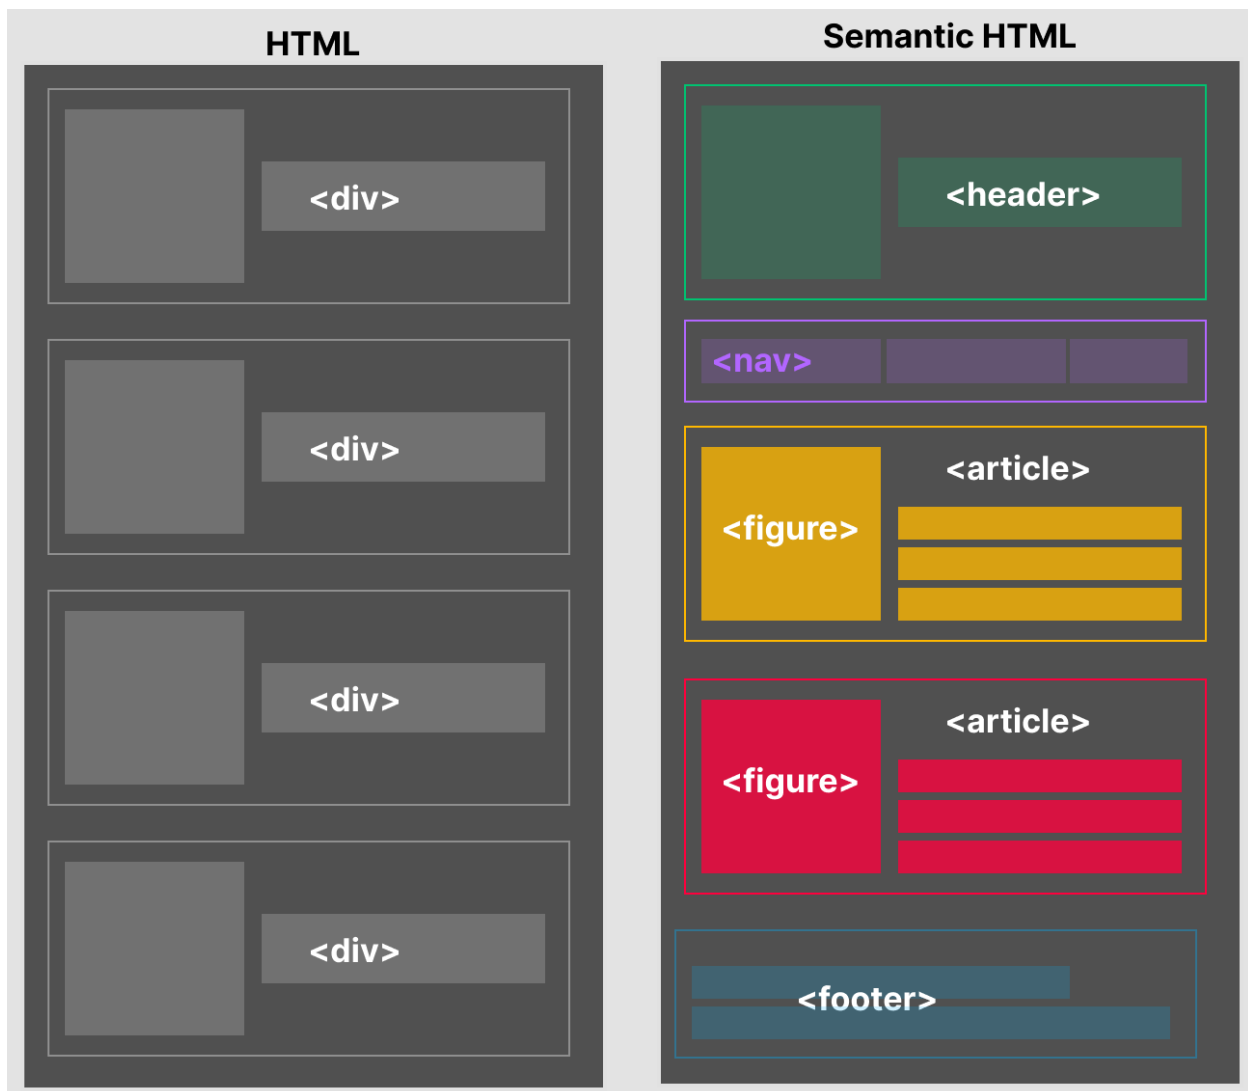 HTML
<div>
<div>
<div>
<div>
Semantic HTML
<header>
<nav>
<article>
<figure>
<article>
<figure>
<footer>